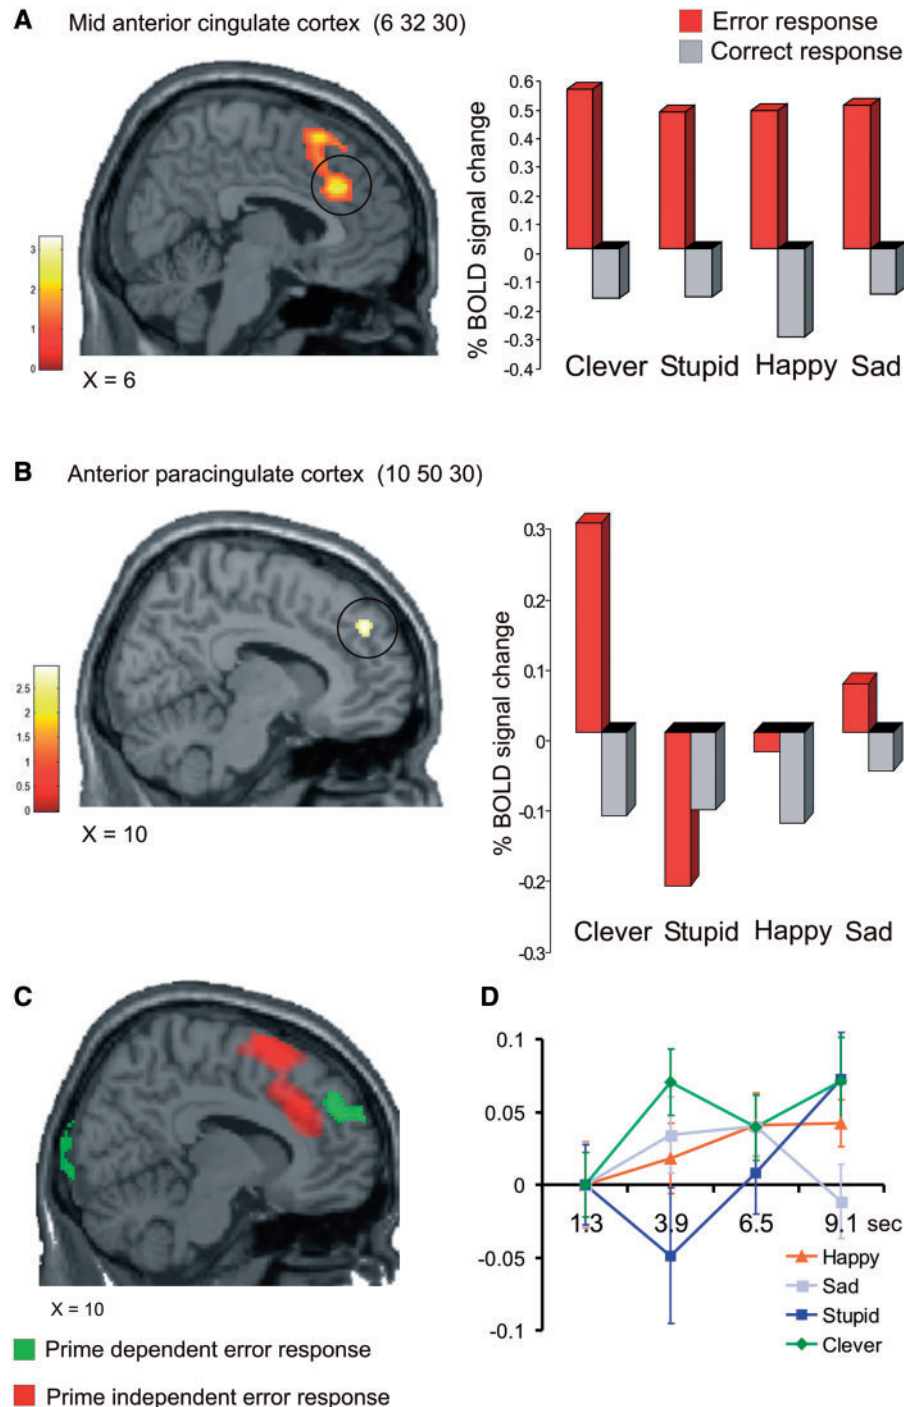 A Mid anterior cingulate cortex (6 32 30)
Error response
Correct response
% BOLD signal change
0.6
0.5
0.4
0.3
0.2
0.1
0
-0.1
-0.2
-0.3
-0.4
Clever Stupid Happy Sad
3
2
1
0
X = 6
B Anterior paracingulate cortex (10 50 30)
% BOLD signal change
0.3
0.2
0.1
0
-0.1
-0.2
-0.3
Clever Stupid Happy Sad
2.5
2
1.5
1
0.5
0
X = 10
C
X = 10
Prime dependent error response
Prime independent error response
D
0.1
0.05
0
-0.05
-0.1
1.3 3.9 6.5 9.1 sec
Happy
Sad
Stupid
Clever